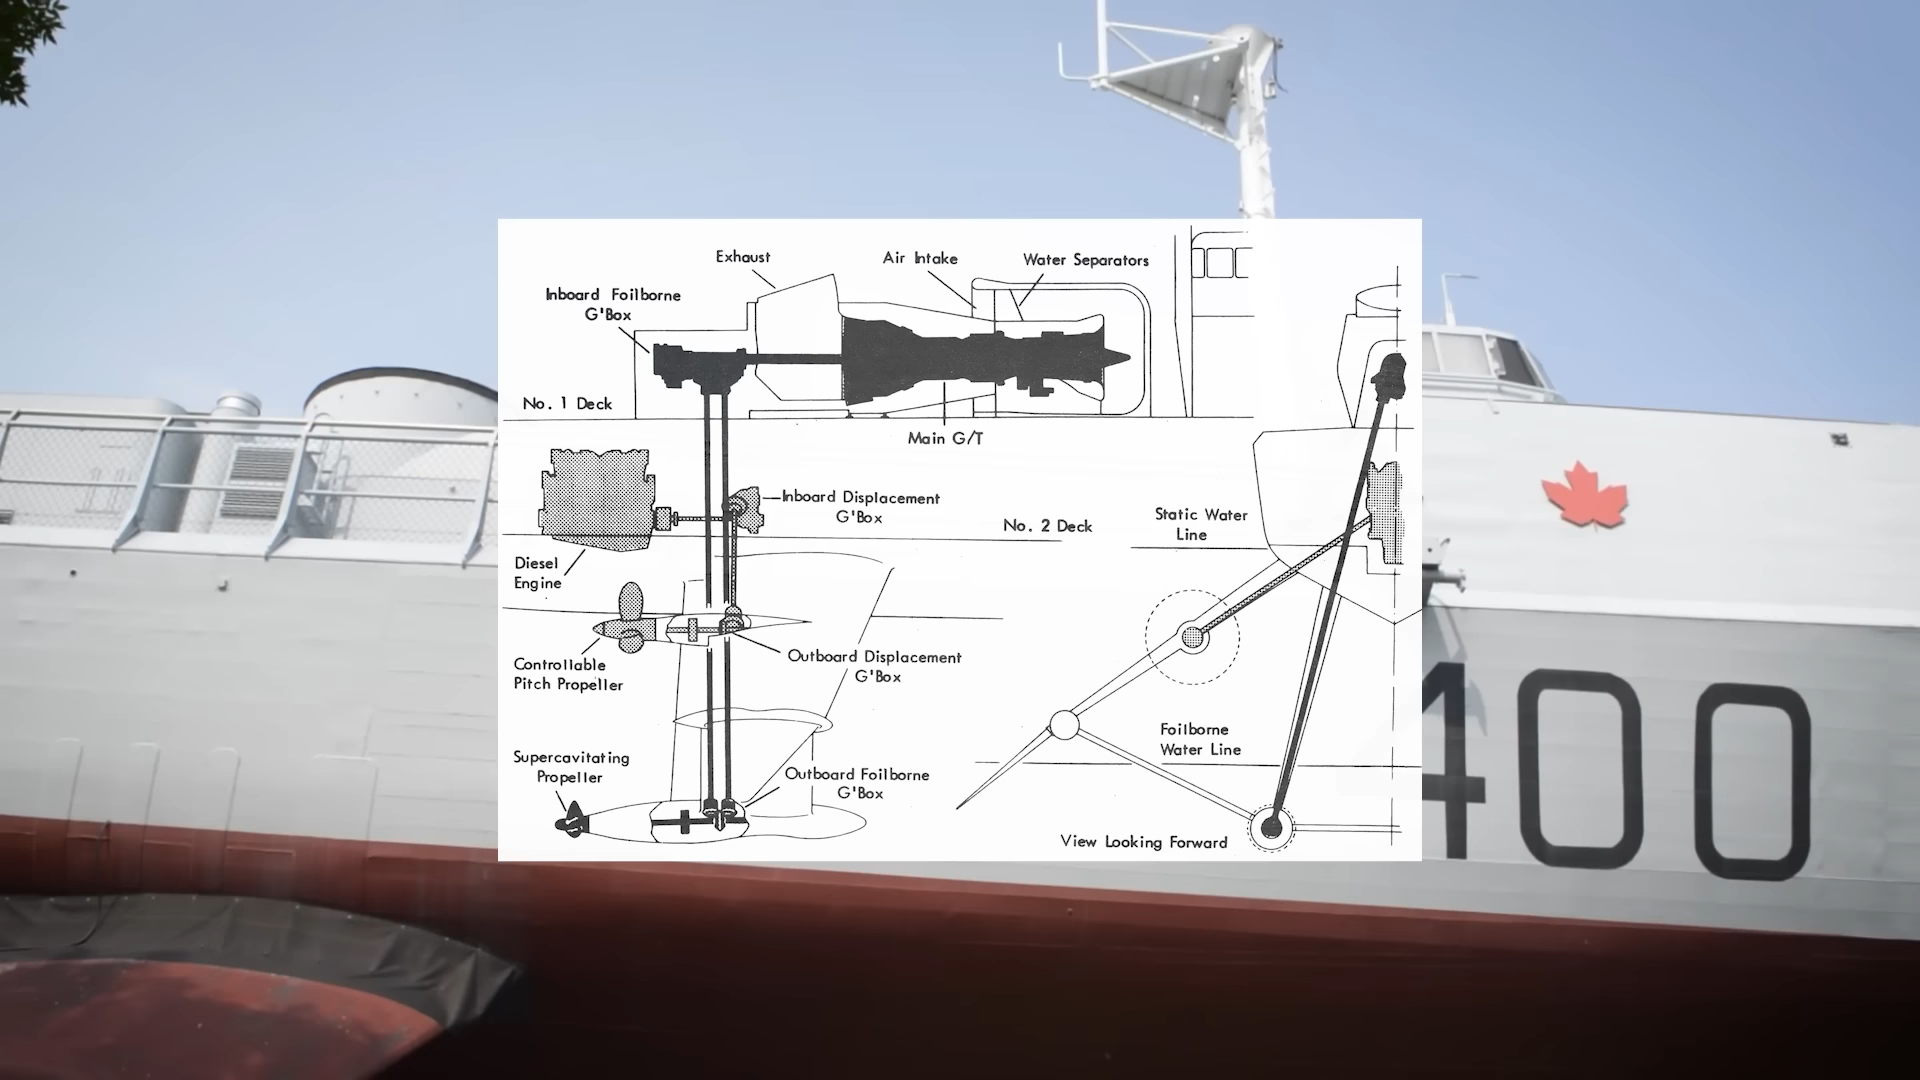 Exhaust
Air Intake
Water Separators
Inboard Foilborne
G'Box
No. 1 Deck
Main G/T
Inboard Displacement
G'Box
No. 2 Deck
Static Water
Line
Diesel
Engine
Controllable
Pitch Propeller
Outboard Displacement
G'Box
Foilborne
Water Line
Supercavitating
Propeller
Outboard Foilborne
G'Box
View Looking Forward
400